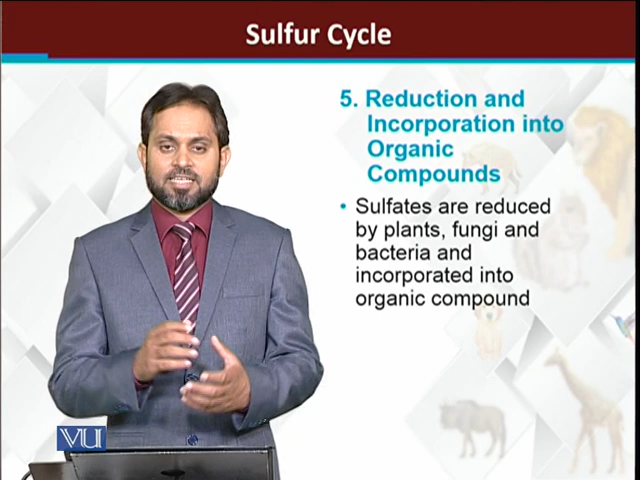 Sulfur Cycle
5. Reduction and
Incorporation into
Organic
Compounds
• Sulfates are reduced
by plants, fungi and
bacteria and
incorporated into
organic compound
VU